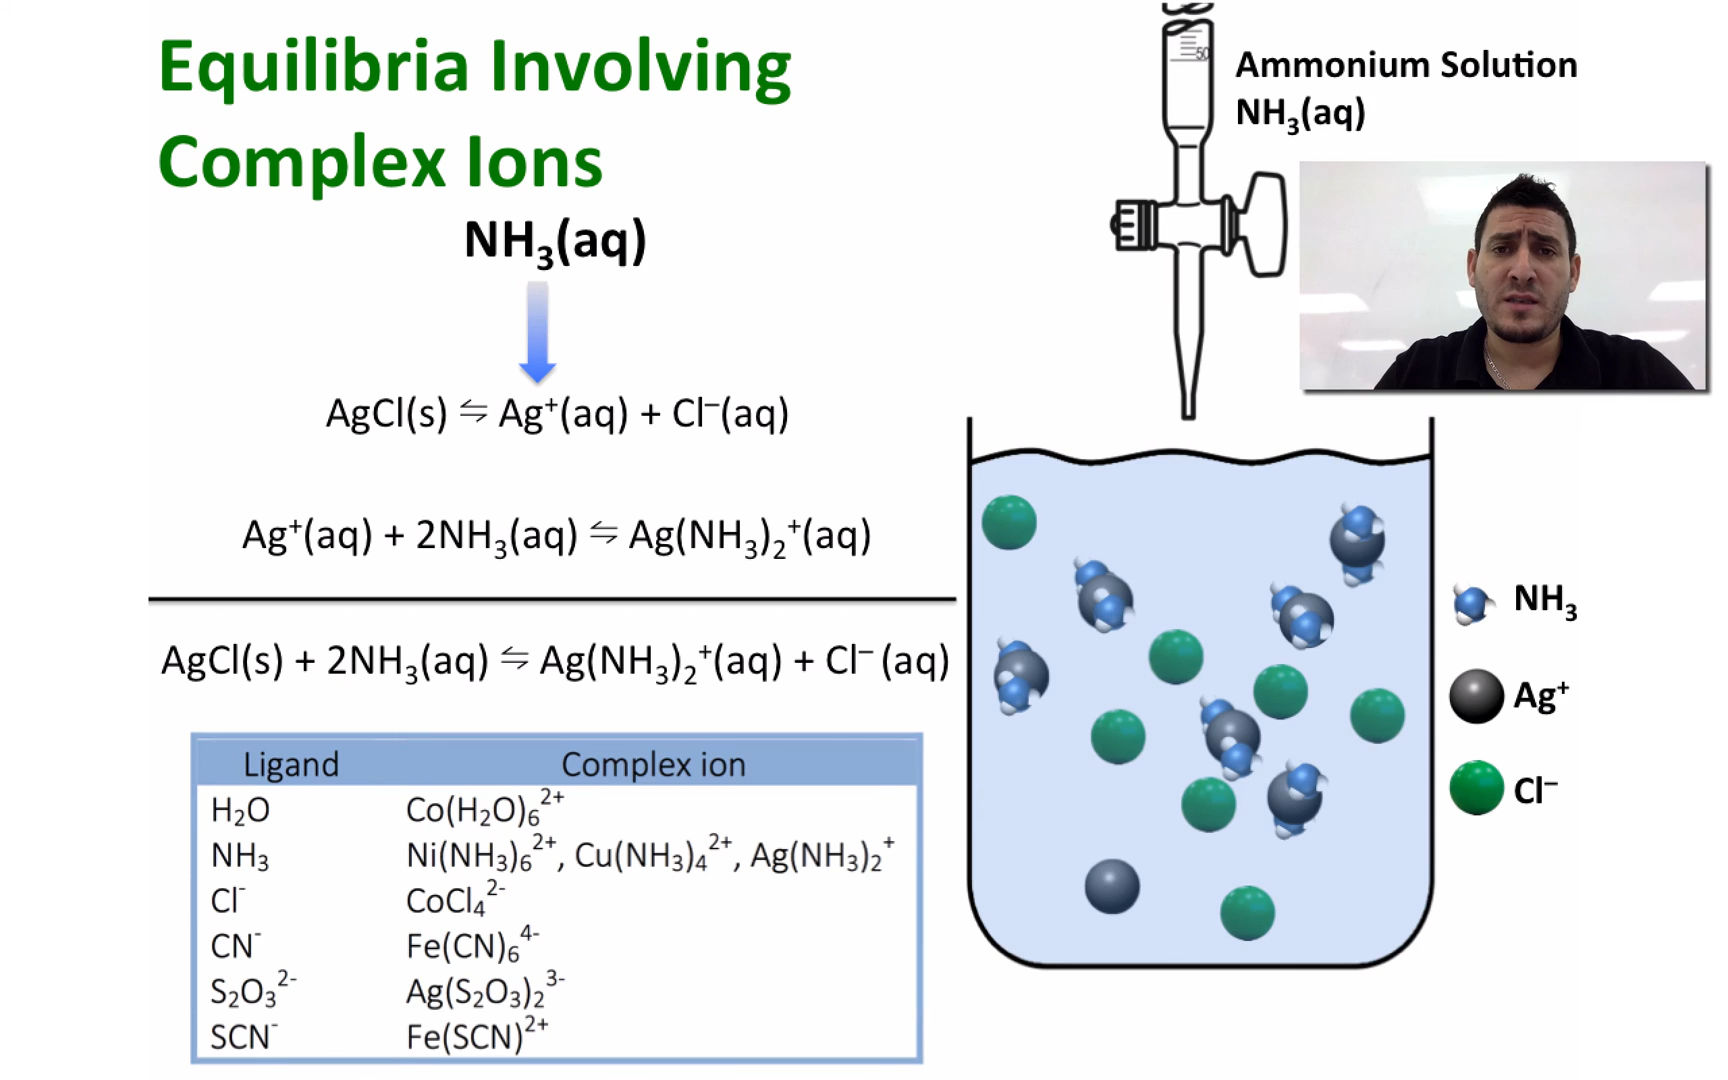 Equilibria Involving
Complex Ions
NH₃(aq)
AgCl(s) ⇋ Ag⁺(aq) + Cl⁻(aq)
Ag⁺(aq) + 2NH₃(aq) ⇋ Ag(NH₃)₂⁺(aq)
AgCl(s) + 2NH₃(aq) ⇋ Ag(NH₃)₂⁺(aq) + Cl⁻ (aq)
Ligand Complex ion
H₂O Co(H₂O)₆²⁺
NH₃ Ni(NH₃)₆²⁺, Cu(NH₃)₄²⁺, Ag(NH₃)₂⁺
Cl⁻ CoCl₄²⁻
CN⁻ Fe(CN)₆⁴⁻
S₂O₃²⁻ Ag(S₂O₃)₂³⁻
SCN⁻ Fe(SCN)²⁺
50
Ammonium Solution
NH₃(aq)
NH₃
Ag⁺
Cl⁻